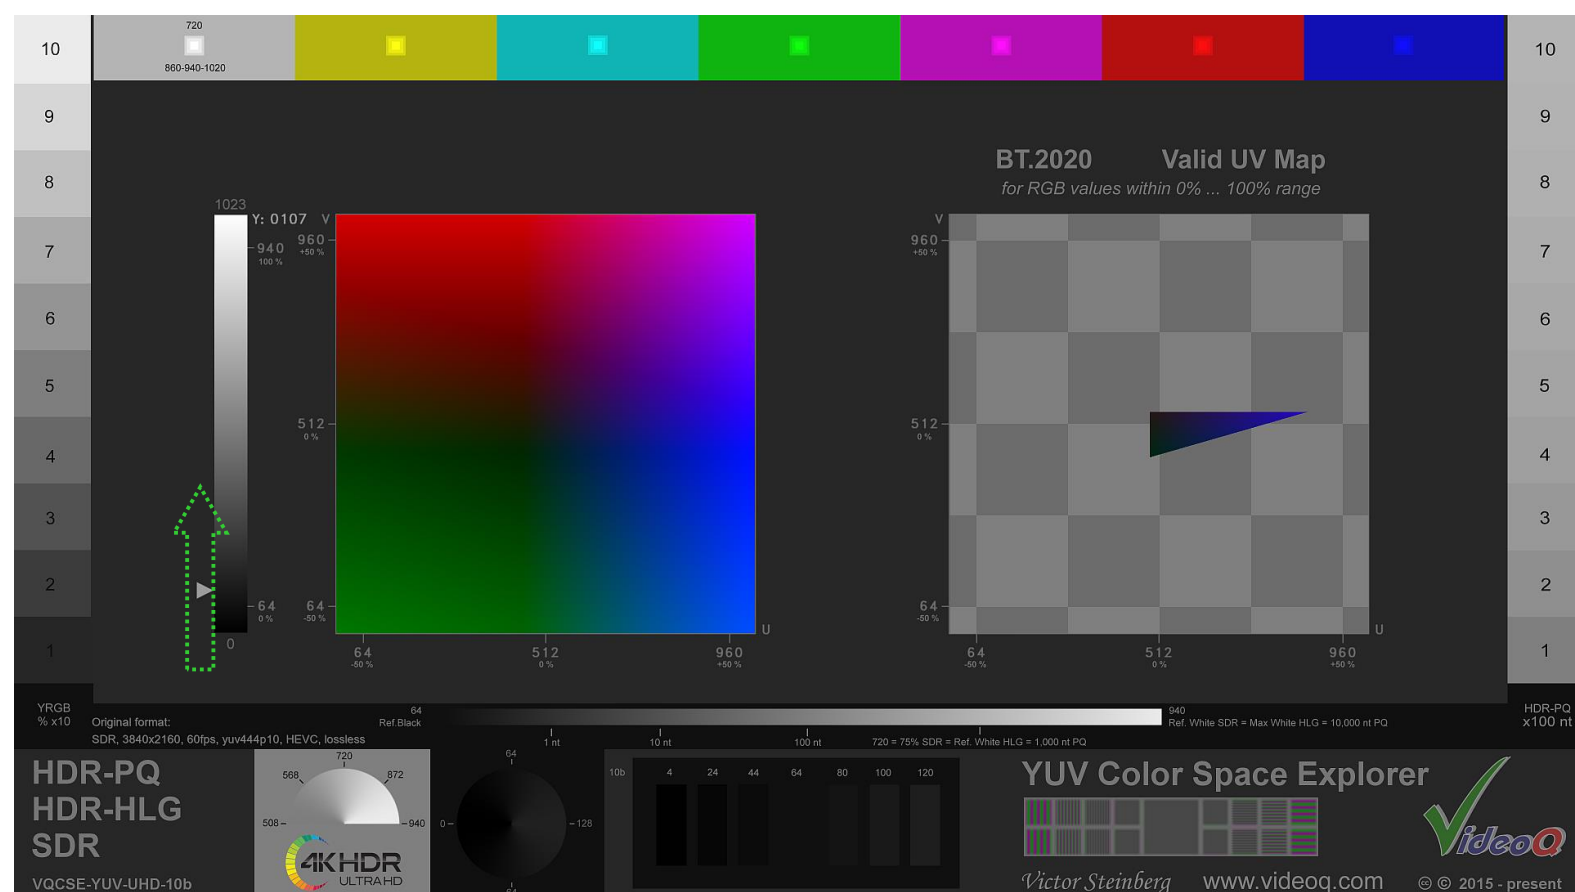 720
860-940-1020
10
9
8
7
6
5
4
3
2
1
YRGB
% x10
10
9
8
7
6
5
4
3
2
1
HDR-PQ
x100 nt
1023
Y: 0107
940
100 %
64
0 %
0
V
960
+50 %
512
0 %
64
-50 %
U
64
-50 %
512
0 %
960
+50 %
BT.2020 Valid UV Map
for RGB values within 0% ... 100% range
V
960
+50 %
512
0 %
64
-50 %
U
64
-50 %
512
0 %
960
+50 %
Original format:
SDR, 3840x2160, 60fps, yuv444p10, HEVC, lossless
64
Ref.Black
940
Ref. White SDR = Max White HLG = 10,000 nt PQ
1 nt
10 nt
100 nt
720 = 75% SDR = Ref. White HLG = 1,000 nt PQ
HDR-PQ
HDR-HLG
SDR
VQCSE-YUV-UHD-10b
720
568
872
508
940
4K HDR
ULTRA HD
64
0
128
64
10b 4 24 44 64 80 100 120
YUV Color Space Explorer
VideoQ
Victor Steinberg
www.videoq.com
© 2015 - present